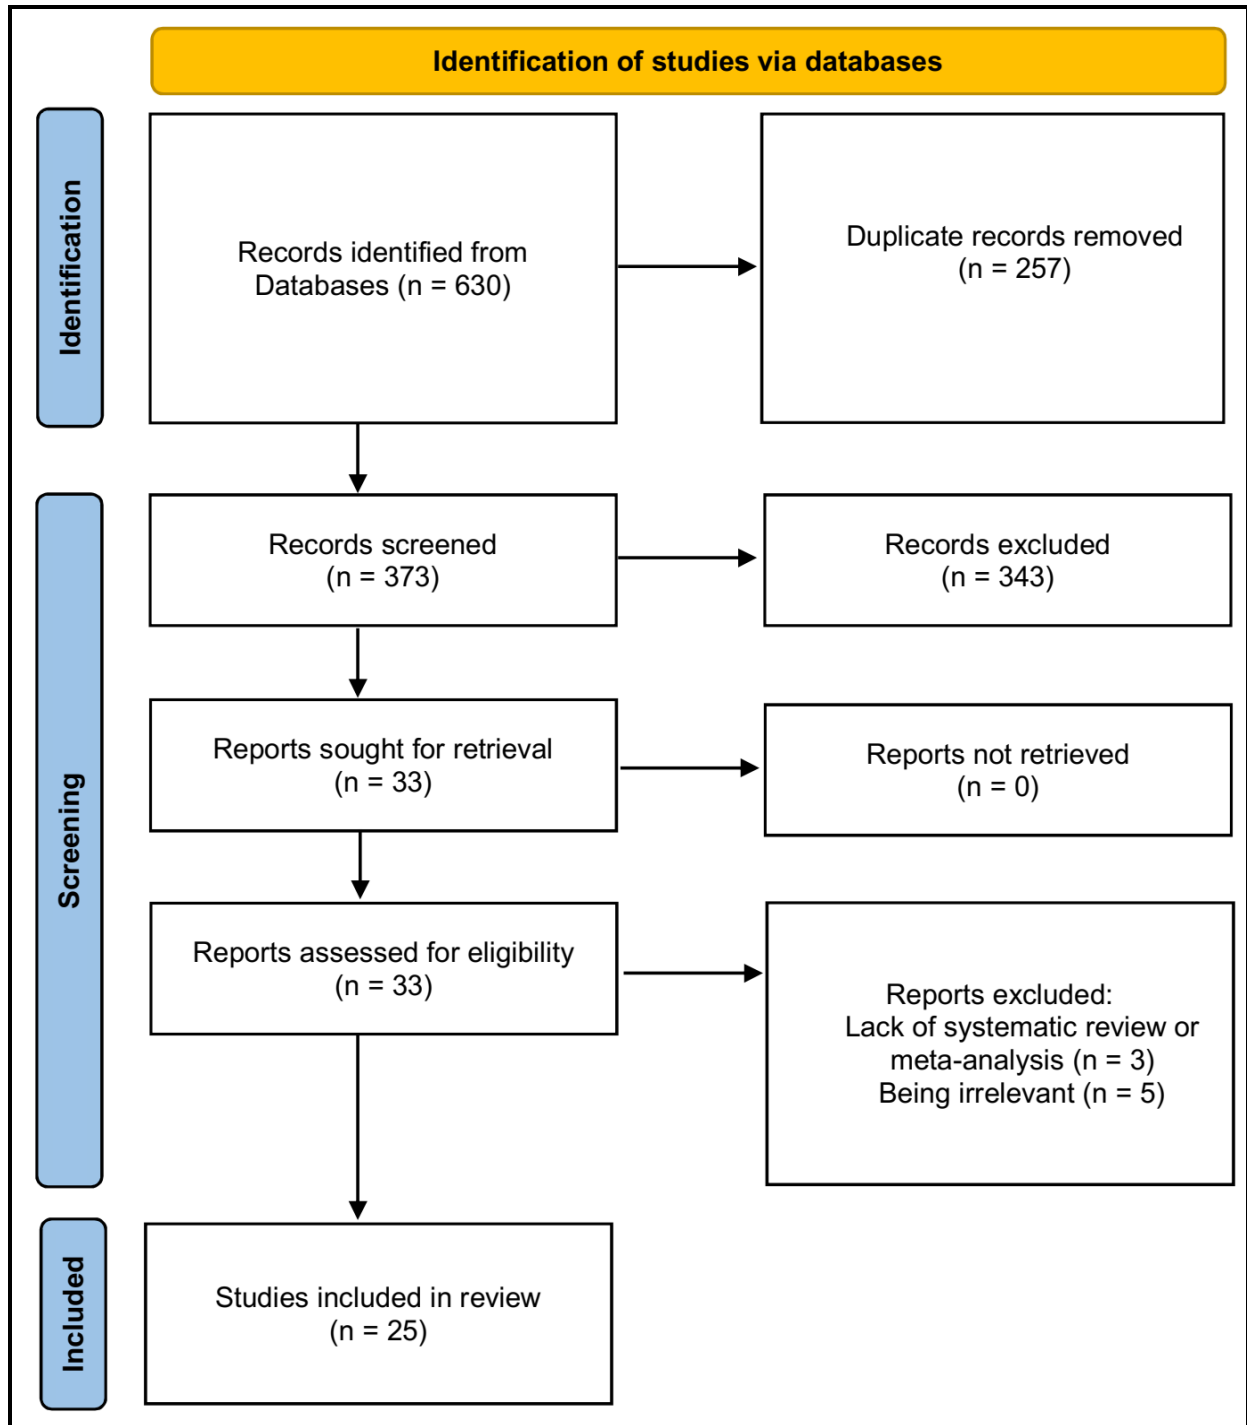 Identification of studies via databases
Identification
Records identified from
Databases (n = 630)
Duplicate records removed
(n = 257)
Screening
Records screened
(n = 373)
Records excluded
(n = 343)
Reports sought for retrieval
(n = 33)
Reports not retrieved
(n = 0)
Reports assessed for eligibility
(n = 33)
Reports excluded:
Lack of systematic review or
meta-analysis (n = 3)
Being irrelevant (n = 5)
Included
Studies included in review
(n = 25)